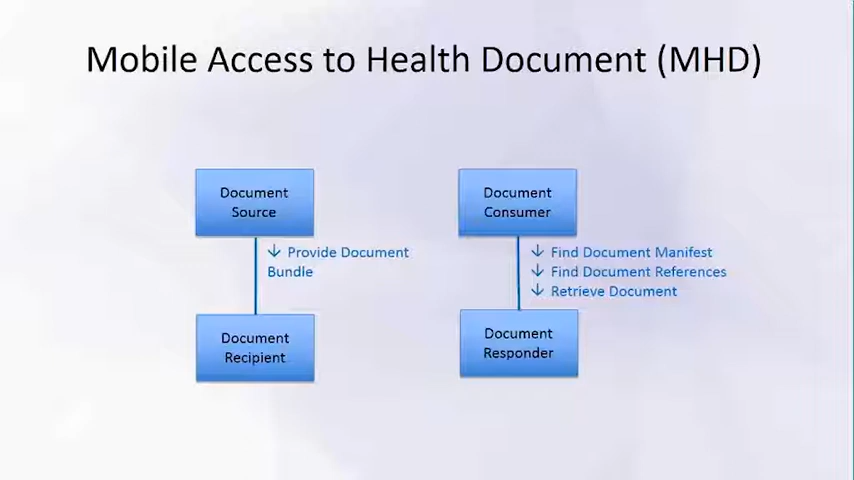 Mobile Access to Health Document (MHD)
Document
Source
↓ Provide Document
Bundle
Document
Recipient
Document
Consumer
↓ Find Document Manifest
↓ Find Document References
↓ Retrieve Document
Document
Responder